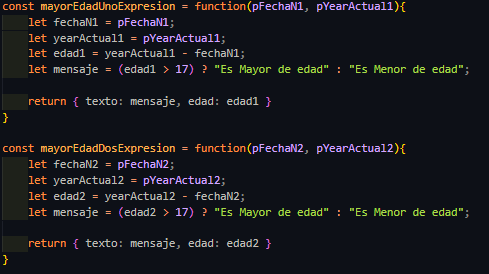 const mayorEdadUnoExpresion = function(pFechaN1, pYearActual1){
    let fechaN1 = pFechaN1;
    let yearActual1 = pYearActual1;
    let edad1 = yearActual1 - fechaN1;
    let mensaje = (edad1 > 17) ? "Es Mayor de edad" : "Es Menor de edad";
    return { texto: mensaje, edad: edad1 }
}
const mayorEdadDosExpresion = function(pFechaN2, pYearActual2){
    let fechaN2 = pFechaN2;
    let yearActual2 = pYearActual2;
    let edad2 = yearActual2 - fechaN2;
    let mensaje = (edad2 > 17) ? "Es Mayor de edad" : "Es Menor de edad";
    return { texto: mensaje, edad: edad2 }
}